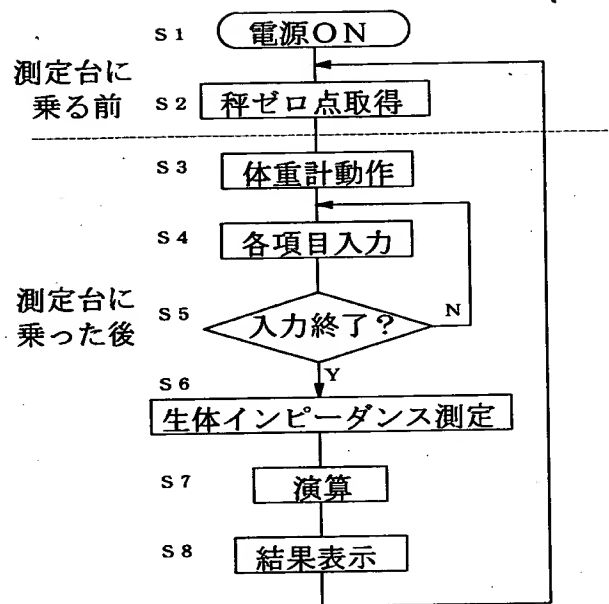 S1 電源ON
測定台に
乗る前
S2 秤ゼロ点取得
S3 体重計動作
S4 各項目入力
測定台に
乗った後
S5 入力終了?
N
Y
S6
生体インピーダンス測定
S7 演算
S8 結果表示